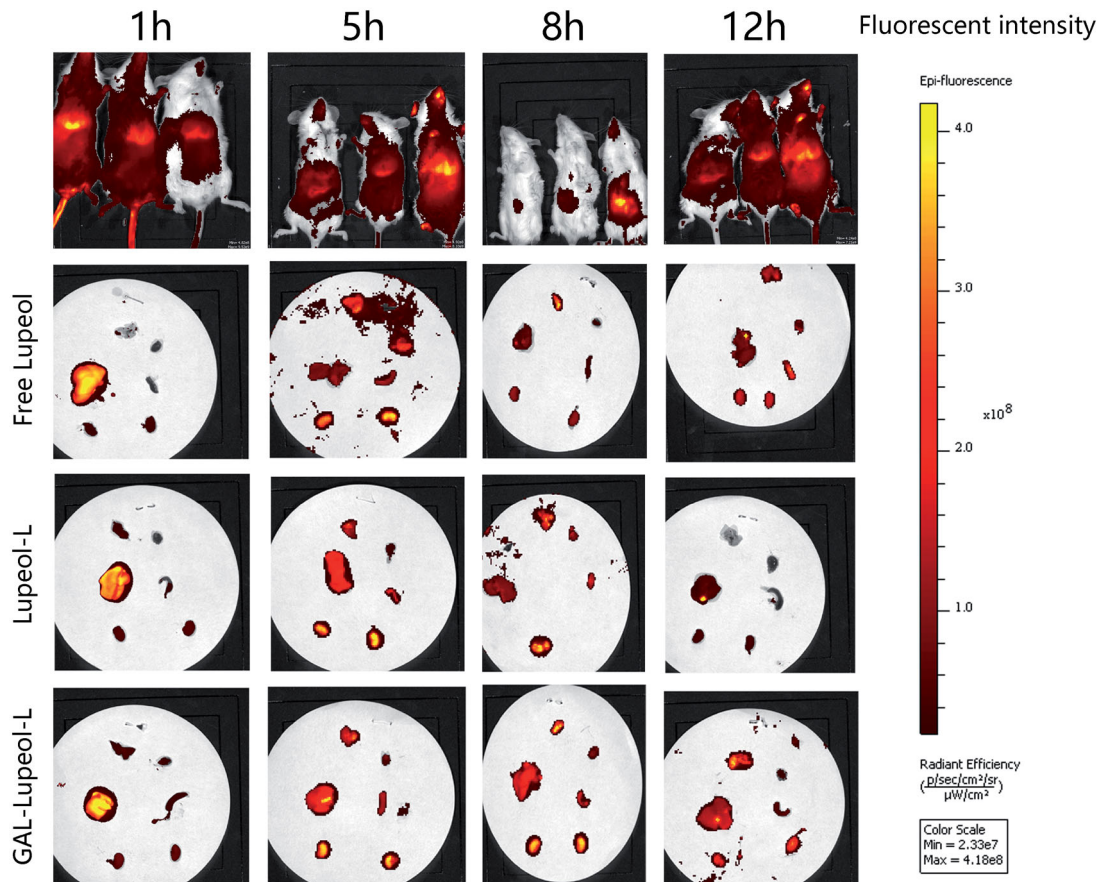 1h
5h
8h
12h
Fluorescent intensity
Epi-fluorescence
4.0
3.0
x10⁸
2.0
1.0
Radiant Efficiency
(p/sec/cm²/sr
μW/cm²)
Color Scale
Min = 2.33e7
Max = 4.18e8
Free Lupeol
Lupeol-L
GAL-Lupeol-L